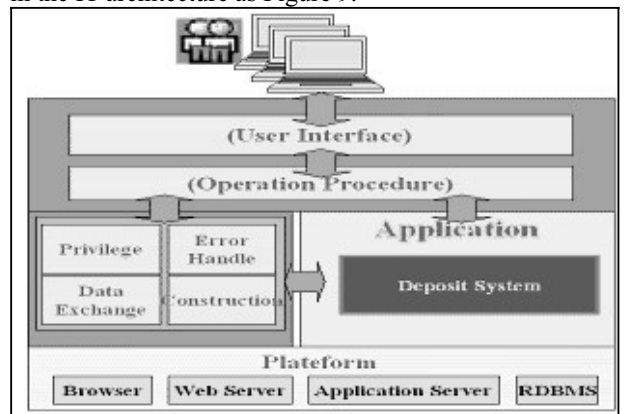 in the IT architecture as Figure 9.
(User Interface)
(Operation Procedure)
Privilege
Error
Handle
Data
Exchange
Construction
Application
Deposit System
Plateform
Browser
Web Server
Application Server
RDBMS